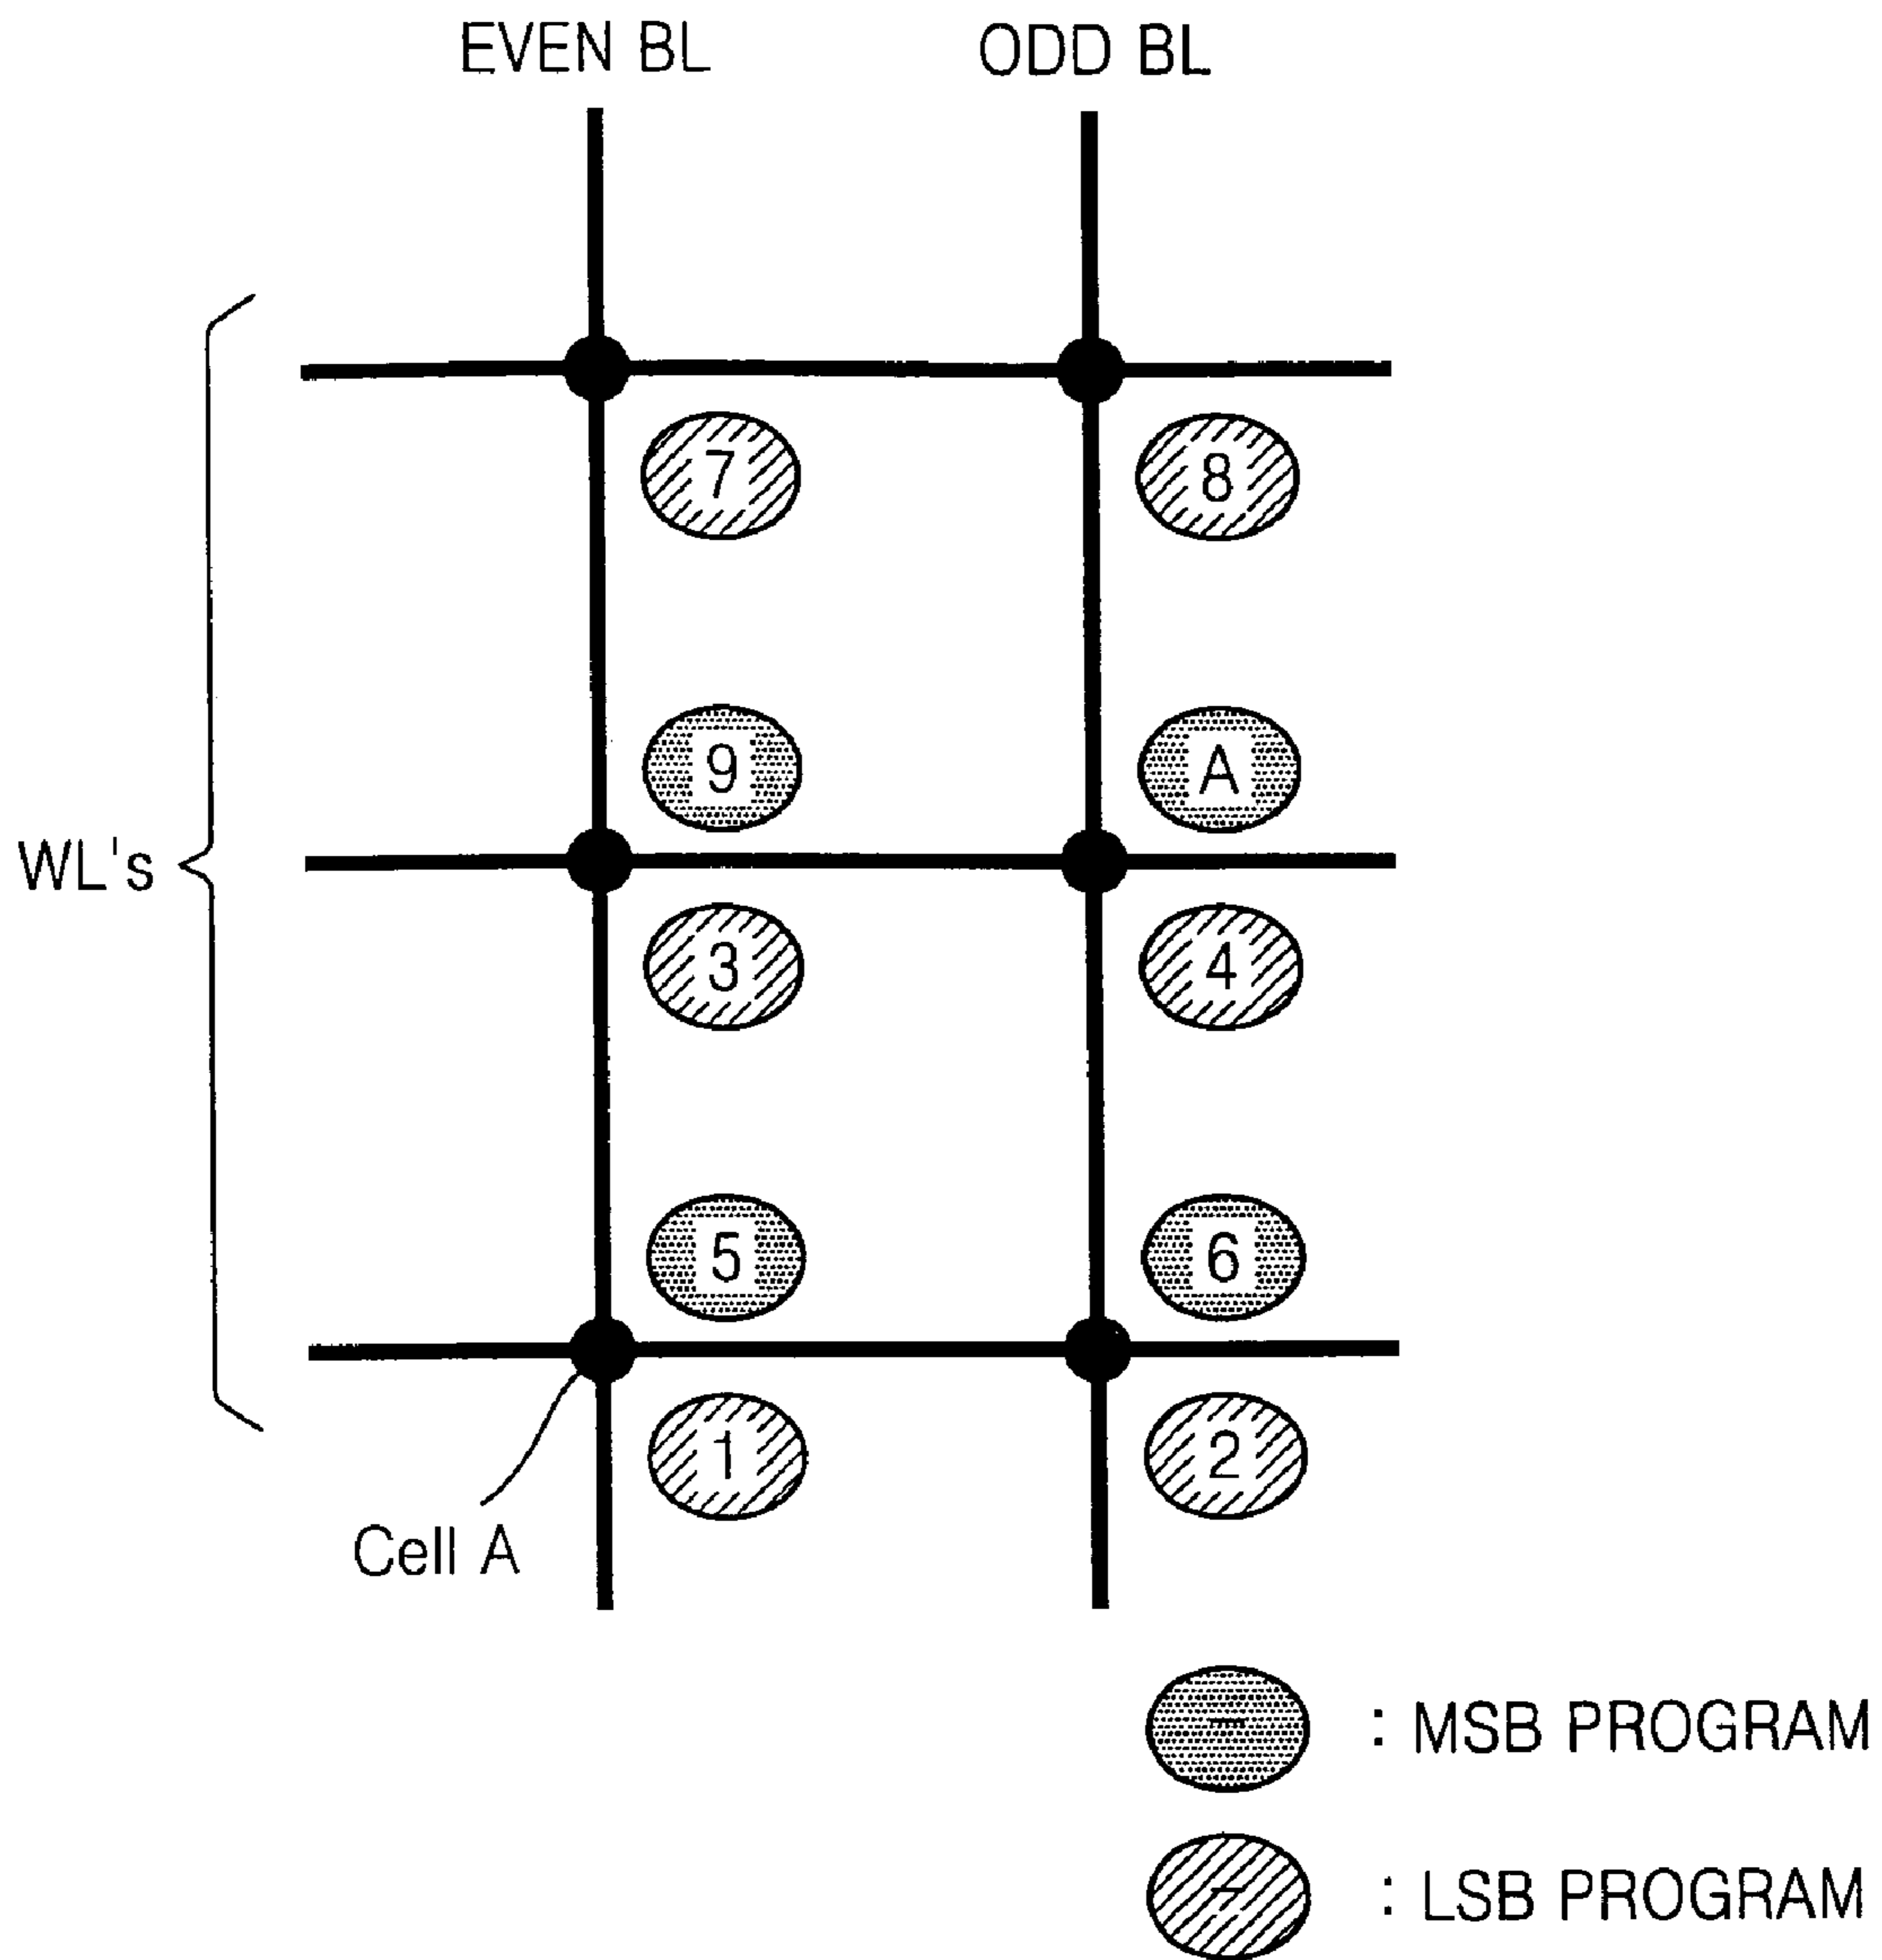 EVEN BL ODD BL
7 8
9 A
WL's
3 4
5 6
1 2
Cell A
: MSB PROGRAM
: LSB PROGRAM